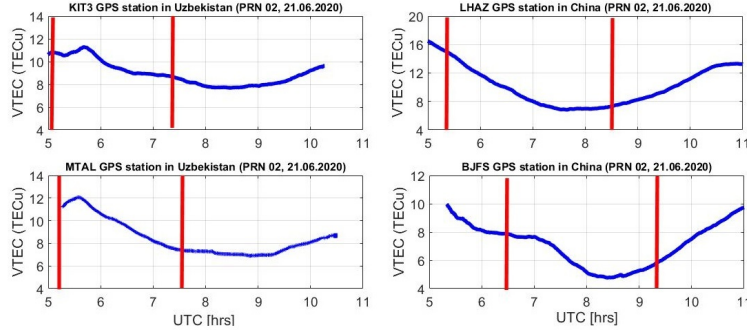 KIT3 GPS station in Uzbekistan (PRN 02, 21.06.2020)
VTEC (TECu)
14
12
10
8
6
4
5 6 7 8 9 10 11
LHAZ GPS station in China (PRN 02, 21.06.2020)
VTEC (TECu)
20
16
12
8
4
5 6 7 8 9 10 11
MTAL GPS station in Uzbekistan (PRN 02, 21.06.2020)
VTEC (TECu)
14
12
10
8
6
4
5 6 7 8 9 10 11
UTC [hrs]
BJFS GPS station in China (PRN 02, 21.06.2020)
VTEC (TECu)
14
12
10
8
6
4
5 6 7 8 9 10 11
UTC [hrs]